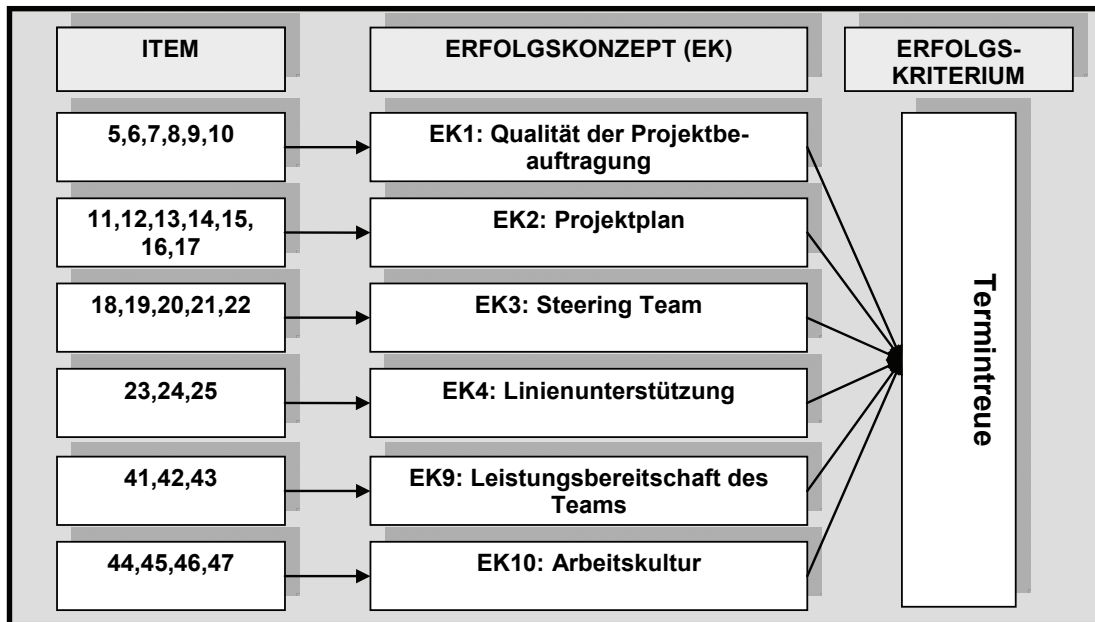 ITEM
ERFOLGSKONZEPT (EK)
ERFOLGS-
KRITERIUM
5,6,7,8,9,10
EK1: Qualität der Projektbe-
auftragung
11,12,13,14,15,
16,17
EK2: Projektplan
18,19,20,21,22
EK3: Steering Team
23,24,25
EK4: Linienunterstützung
41,42,43
EK9: Leistungsbereitschaft des
Teams
44,45,46,47
EK10: Arbeitskultur
Termintreue